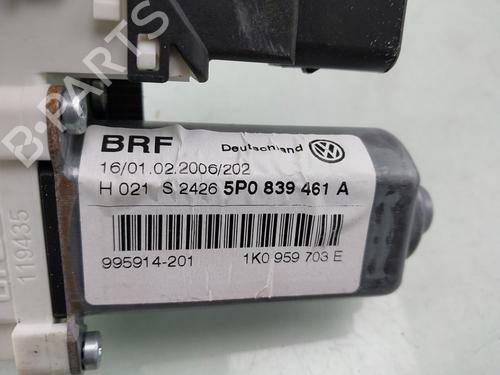 B-PARTS
BRF Deutschland
16/01.02.2006/202
H 021 S 2426 5P0 839 461 A
995914-201 1K0 959 703 E
119435